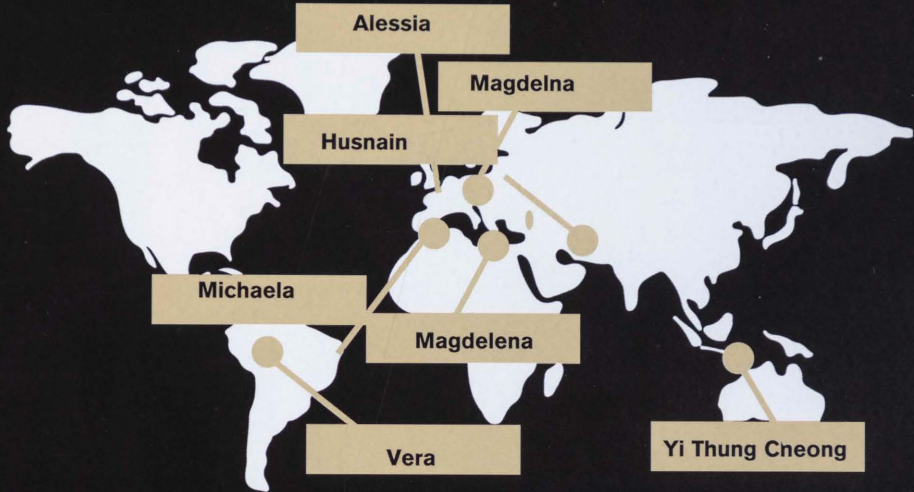 Alessia
Magdelna
Husnain
Michaela
Magdelena
Vera
Yi Thung Cheong